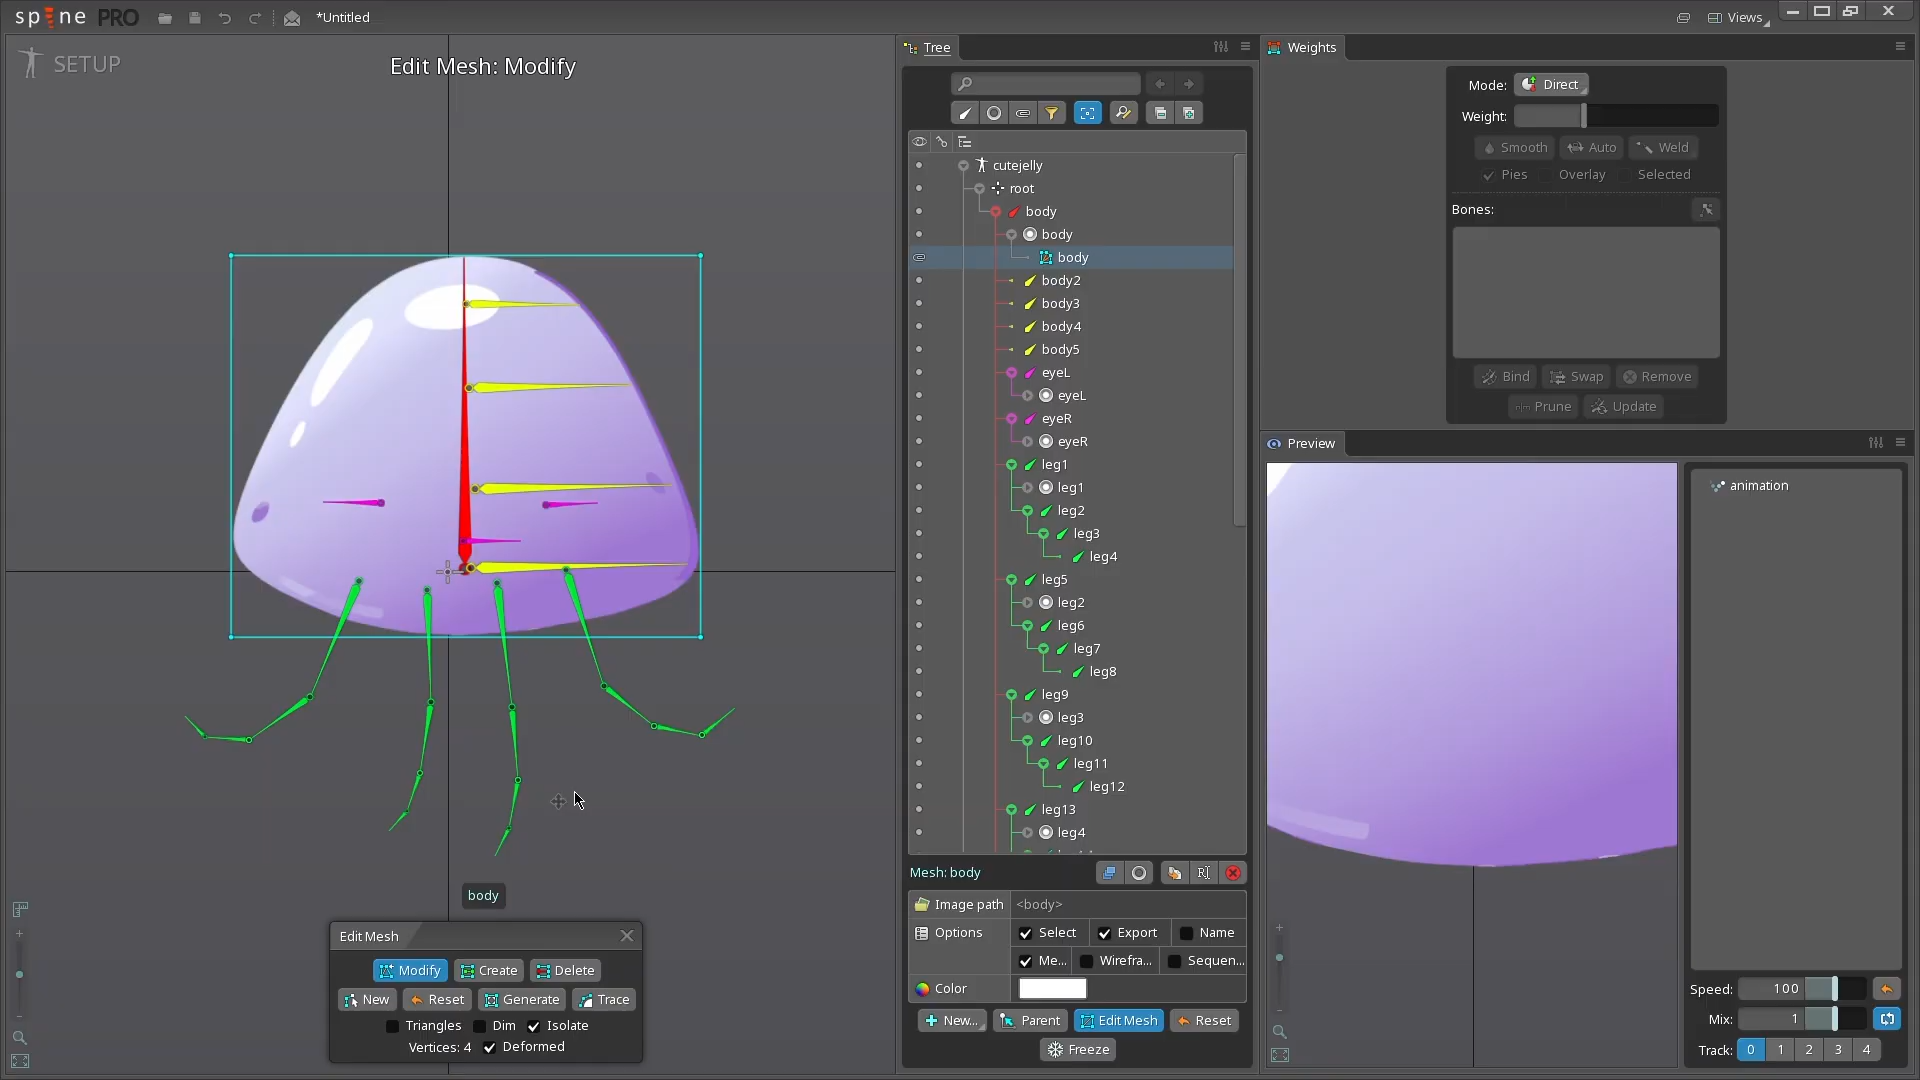 spine PRO
*Untitled
Views
SETUP
Edit Mesh: Modify
body
Edit Mesh
Modify Create Delete
New Reset Generate Trace
Triangles Dim Isolate
Vertices: 4 Deformed
Tree
cutejelly
root
body
body
body
body2
body3
body4
body5
eyeL
eyeL
eyeR
eyeR
leg1
leg1
leg2
leg3
leg4
leg5
leg2
leg6
leg7
leg8
leg9
leg3
leg10
leg11
leg12
leg13
leg4
Mesh: body
Image path <body>
Options Select Export Name
Me... Wirefra... Sequen...
Color
New... Parent Edit Mesh Reset
Freeze
Weights
Mode: Direct
Weight:
Smooth Auto Weld
Pies Overlay Selected
Bones:
Bind Swap Remove
Prune Update
Preview
animation
Speed: 100
Mix: 1
Track: 0 1 2 3 4